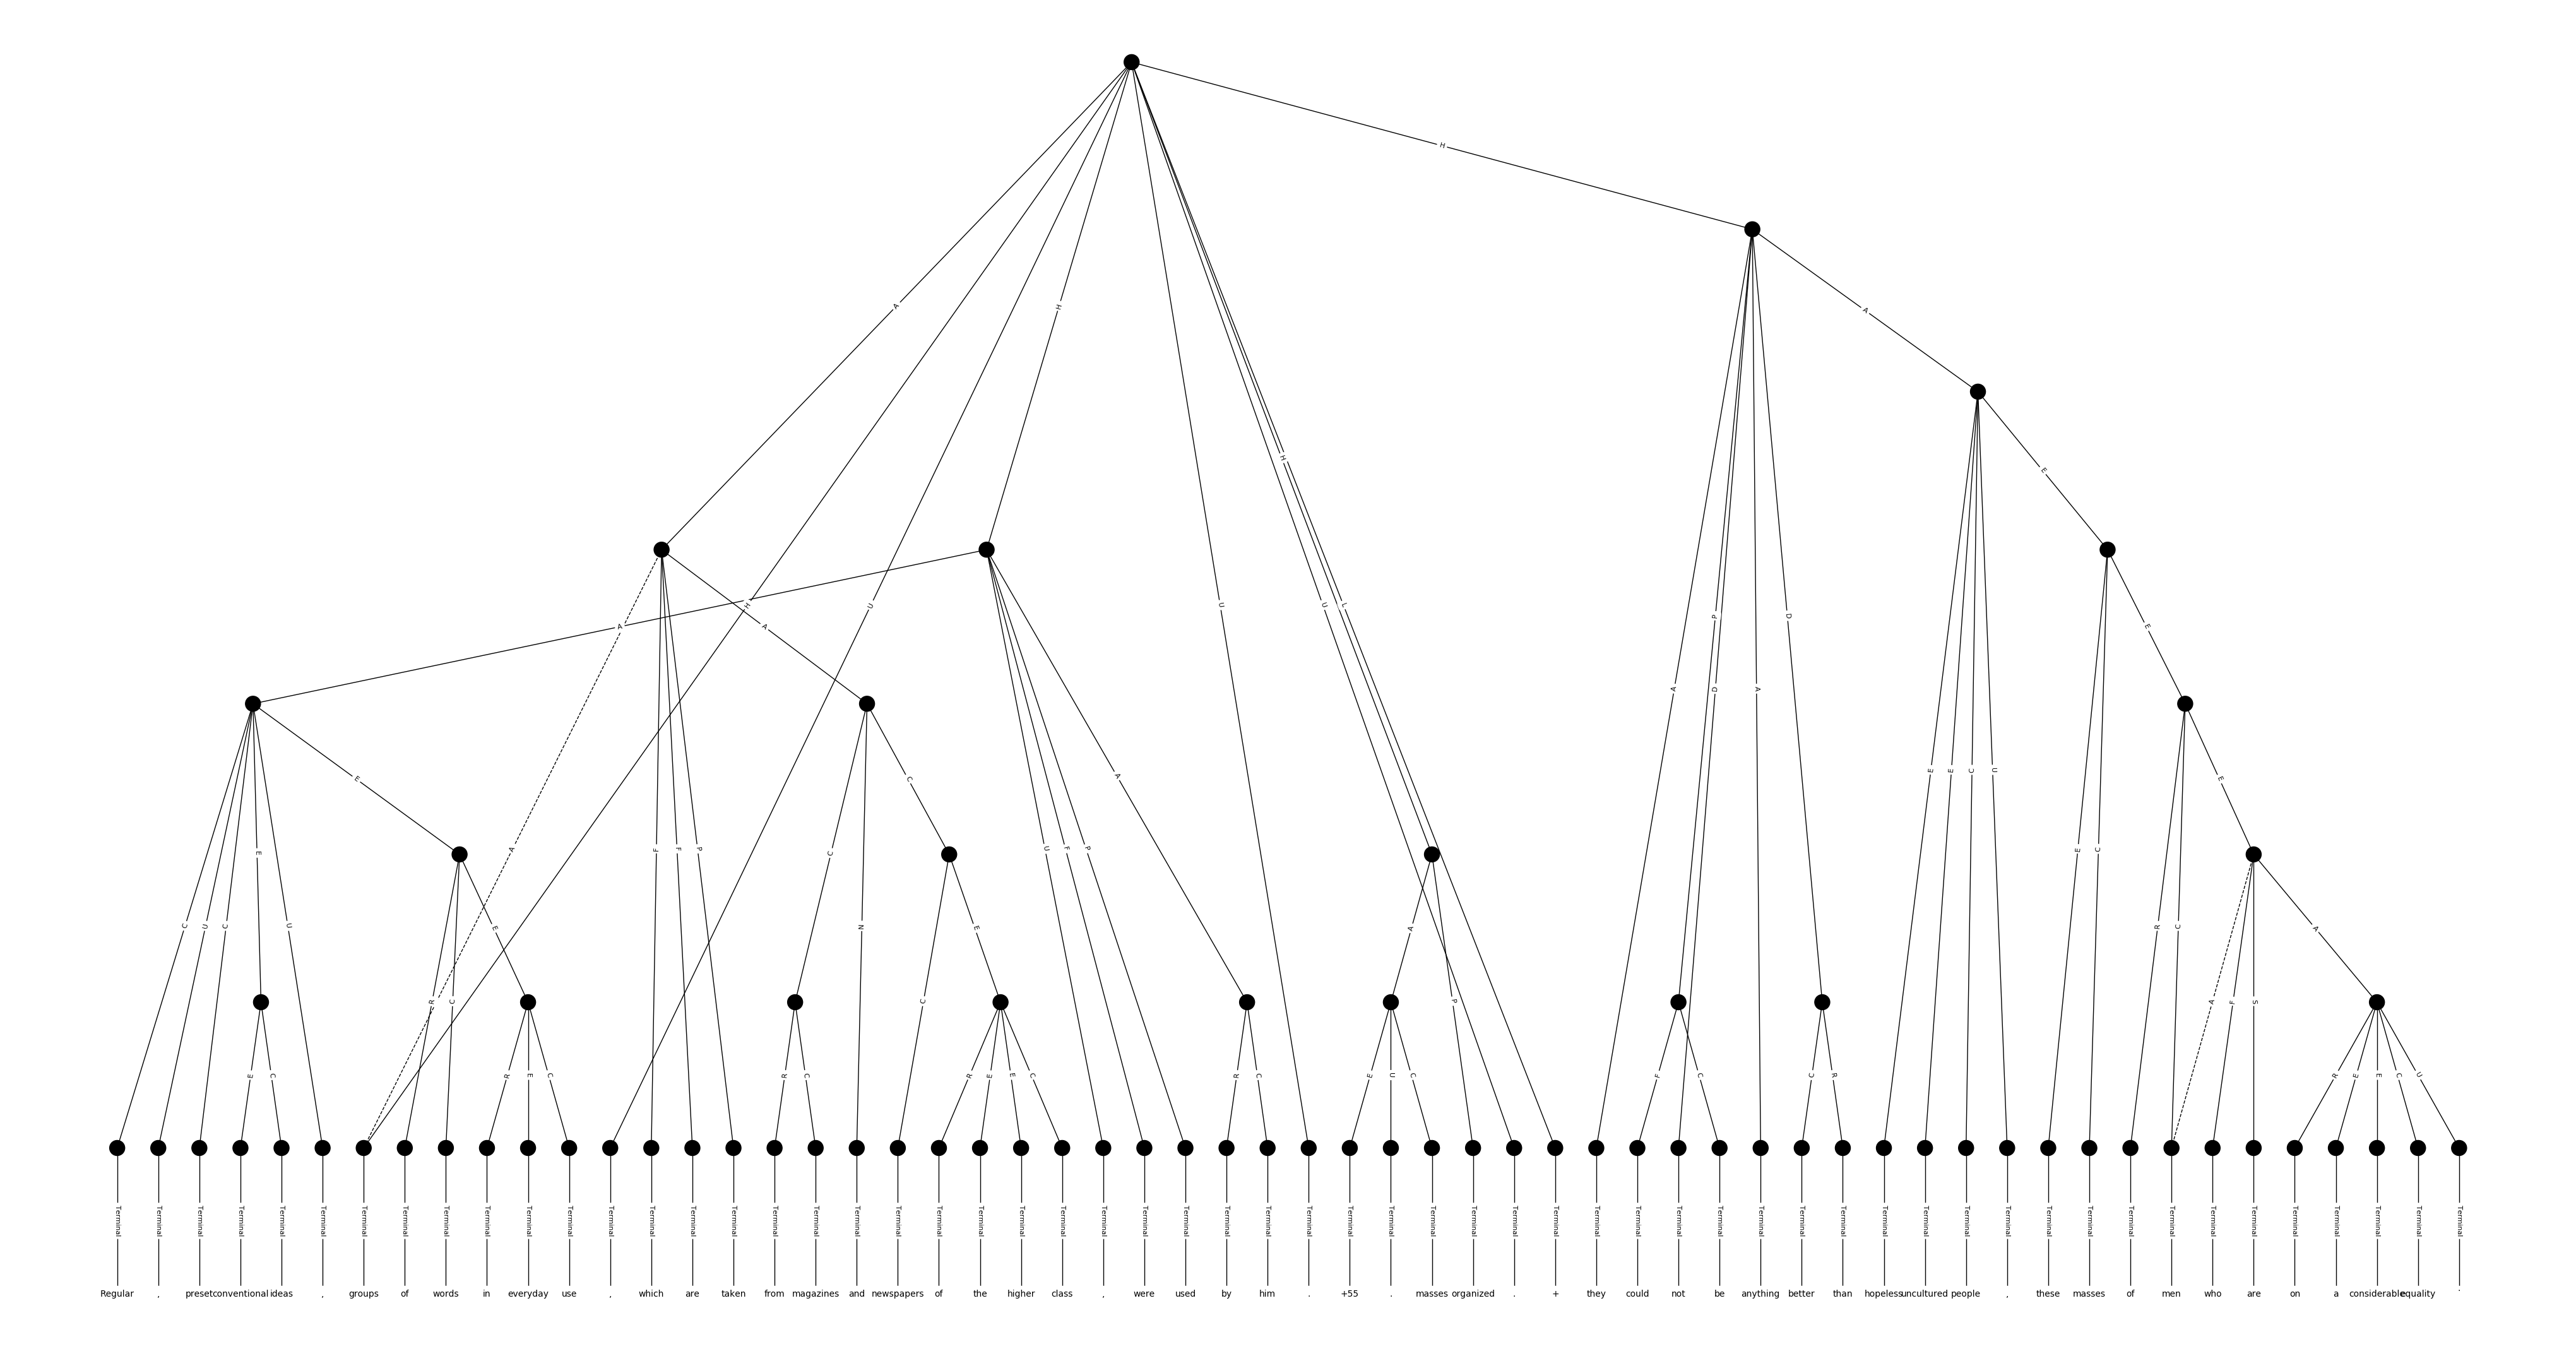 H
H A
A
H H E
U U U L
A A A P D A D E
C U C E U E A F F P C N C U F P A A P E E C U E C R C E
R C E E C R C C E A F S A
E C R E C R C R E E C R C E U C F C C R R E E C U
Terminal Terminal Terminal Terminal Terminal Terminal Terminal Terminal Terminal Terminal Terminal Terminal Terminal Terminal Terminal Terminal Terminal Terminal Terminal Terminal Terminal Terminal Terminal Terminal Terminal Terminal Terminal Terminal Terminal Terminal Terminal Terminal Terminal Terminal Terminal Terminal Terminal Terminal Terminal Terminal Terminal Terminal Terminal Terminal Terminal Terminal Terminal Terminal Terminal Terminal Terminal Terminal Terminal Terminal Terminal Terminal Terminal Terminal
Regular , preset conventional ideas , groups of words in everyday use , which are taken from magazines and newspapers of the higher class , were used by him . +55 . masses organized . + they could not be anything better than hopeless uncultured people , these masses of men who are on a considerable equality .